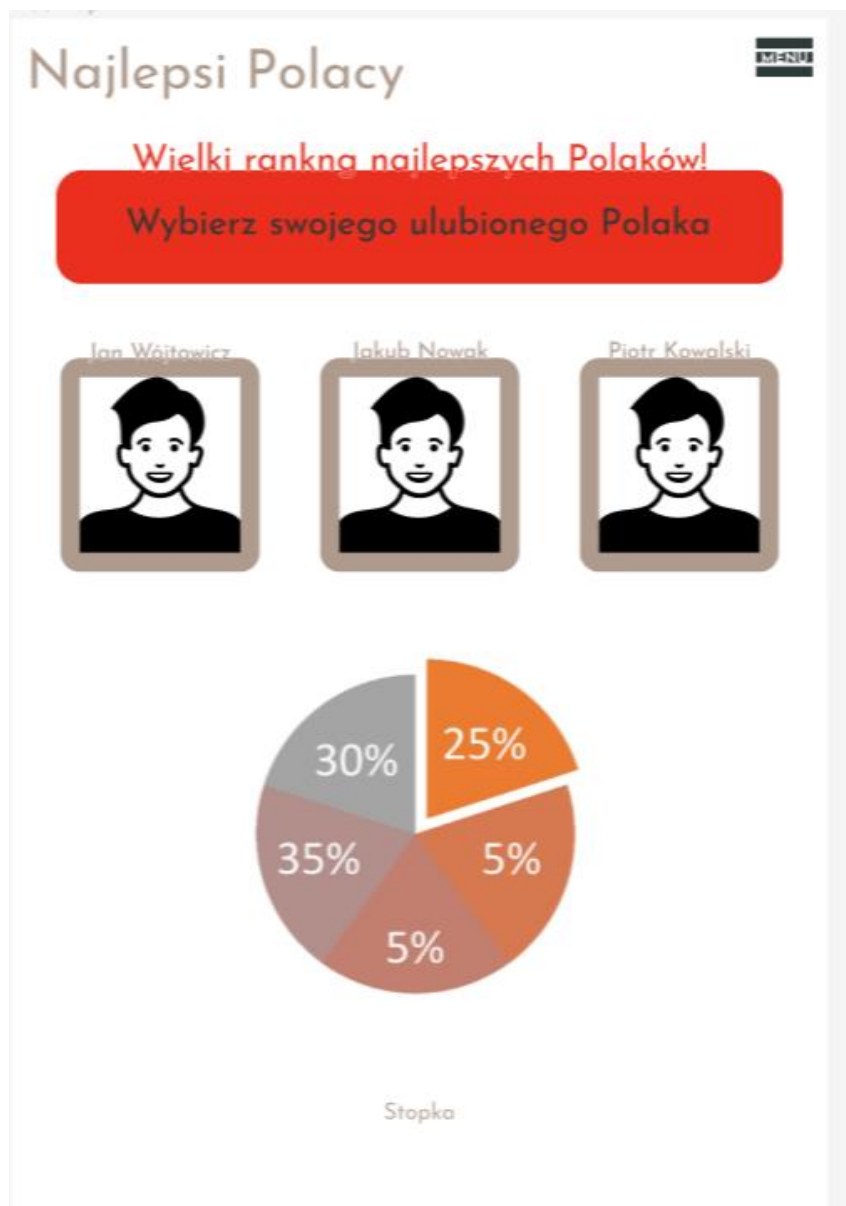 Najlepsi Polacy
MENU
Wielki rankng najlepszych Polaków!
Wybierz swojego ulubionego Polaka
Jan Wójtowicz
Jakub Nowak
Piotr Kowalski
25%
30%
35%
5%
5%
Stopka